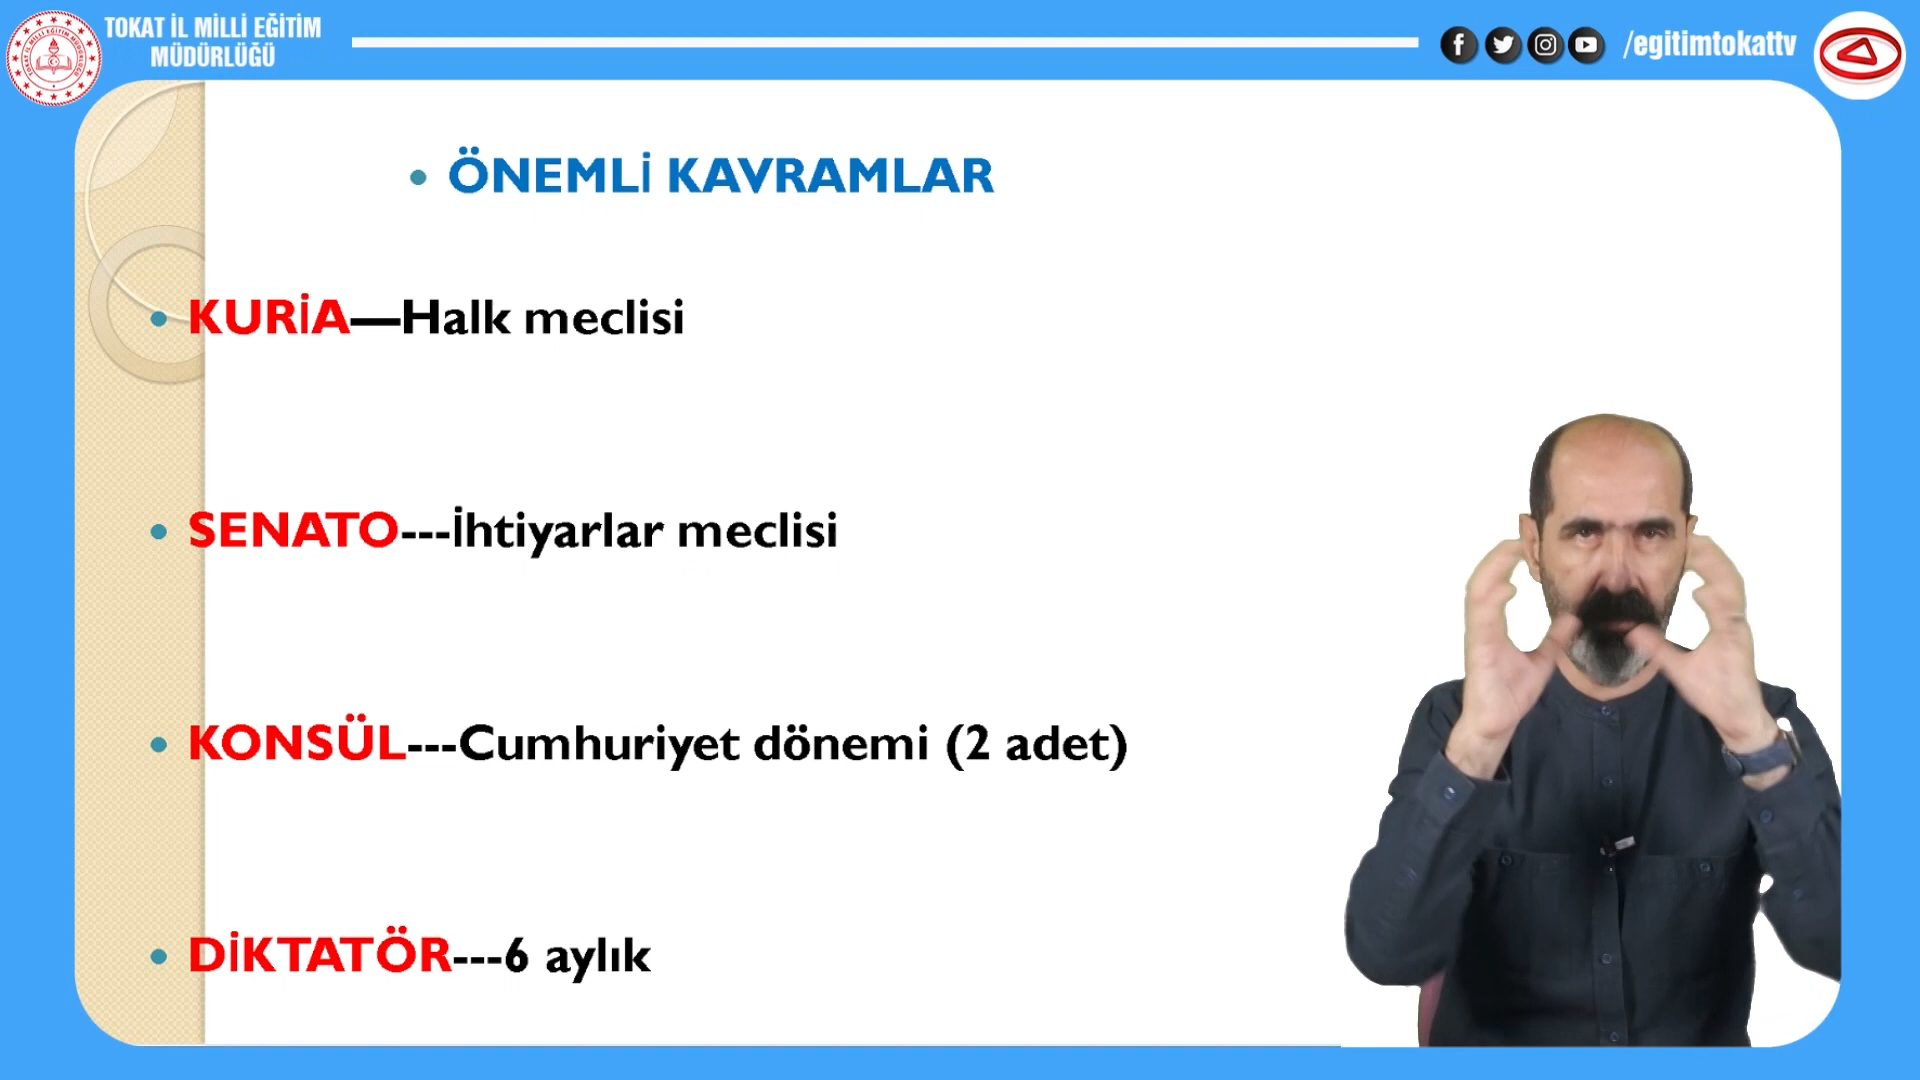 TOKAT İL MİLLİ EĞİTİM
MÜDÜRLÜĞÜ
/egitimtokattv
• ÖNEMLİ KAVRAMLAR
• KURİA—Halk meclisi
• SENATO---İhtiyarlar meclisi
• KONSÜL---Cumhuriyet dönemi (2 adet)
• DİKTATÖR---6 aylık